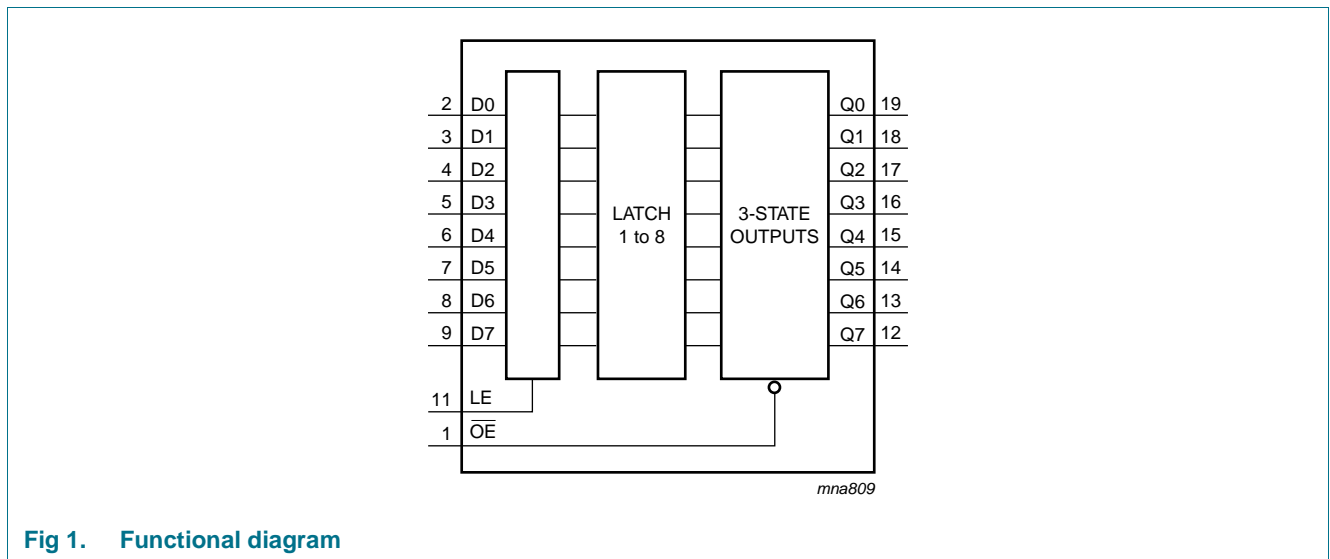 2 D0 Q0 19
3 D1 Q1 18
4 D2 Q2 17
5 D3 Q3 16
6 D4 Q4 15
7 D5 Q5 14
8 D6 Q6 13
9 D7 Q7 12
LATCH
1 to 8
3-STATE
OUTPUTS
11 LE
1 O̅E̅
mna809
Fig 1. Functional diagram